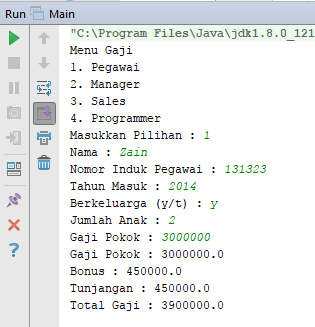 Run Main
"C:\Program Files\Java\jdk1.8.0_121
Menu Gaji
1. Pegawai
2. Manager
3. Sales
4. Programmer
Masukkan Pilihan : 1
Nama : Zain
Nomor Induk Pegawai : 131323
Tahun Masuk : 2014
Berkeluarga (y/t) : y
Jumlah Anak : 2
Gaji Pokok : 3000000
Gaji Pokok : 3000000.0
Bonus : 450000.0
Tunjangan : 450000.0
Total Gaji : 3900000.0